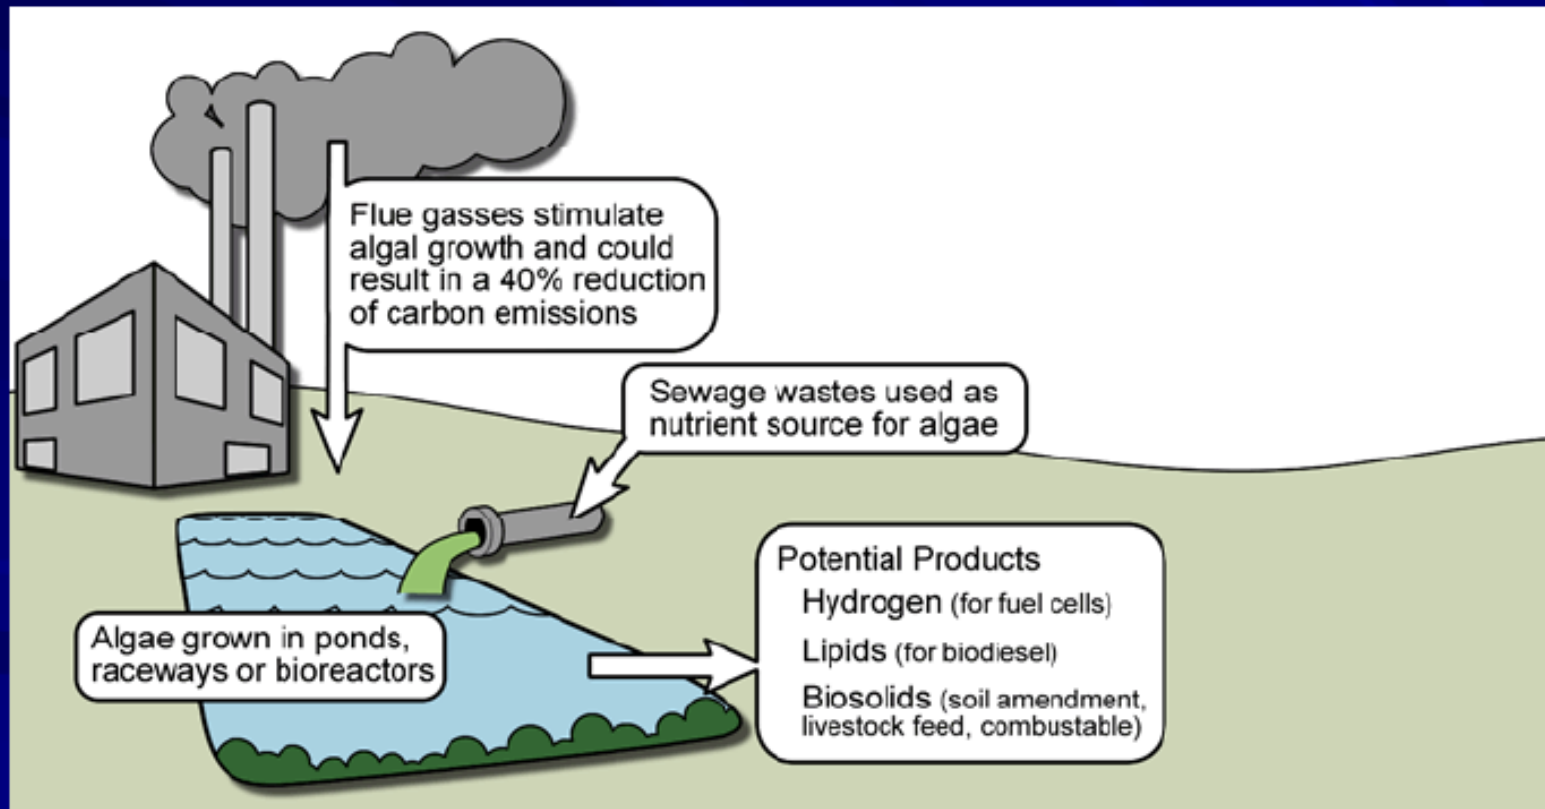 Flue gasses stimulate
algal growth and could
result in a 40% reduction
of carbon emissions
Sewage wastes used as
nutrient source for algae
Algae grown in ponds,
raceways or bioreactors
Potential Products
Hydrogen (for fuel cells)
Lipids (for biodiesel)
Biosolids (soil amendment,
livestock feed, combustable)